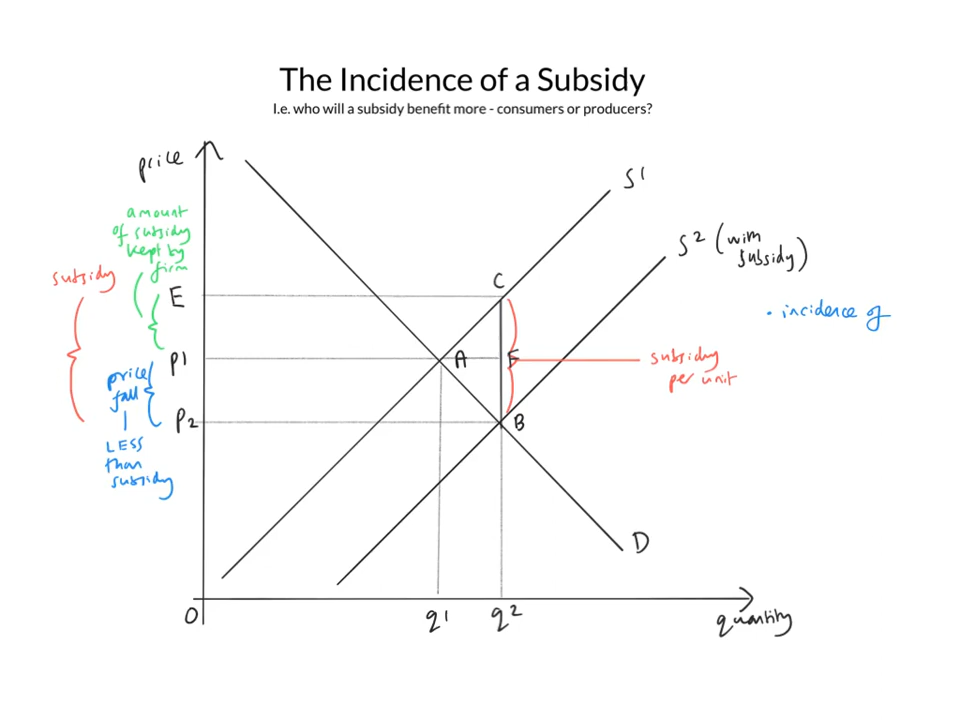 The Incidence of a Subsidy
I.e. who will a subsidy benefit more - consumers or producers?
price
S¹
amount
of subsidy
kept by
firm
S² (with
subsidy)
subsidy
C
E
• incidence of
P1
A
F
subsidy
per unit
price
fall
P2
B
LESS
than
subsidy
D
O
q¹
q²
quantity